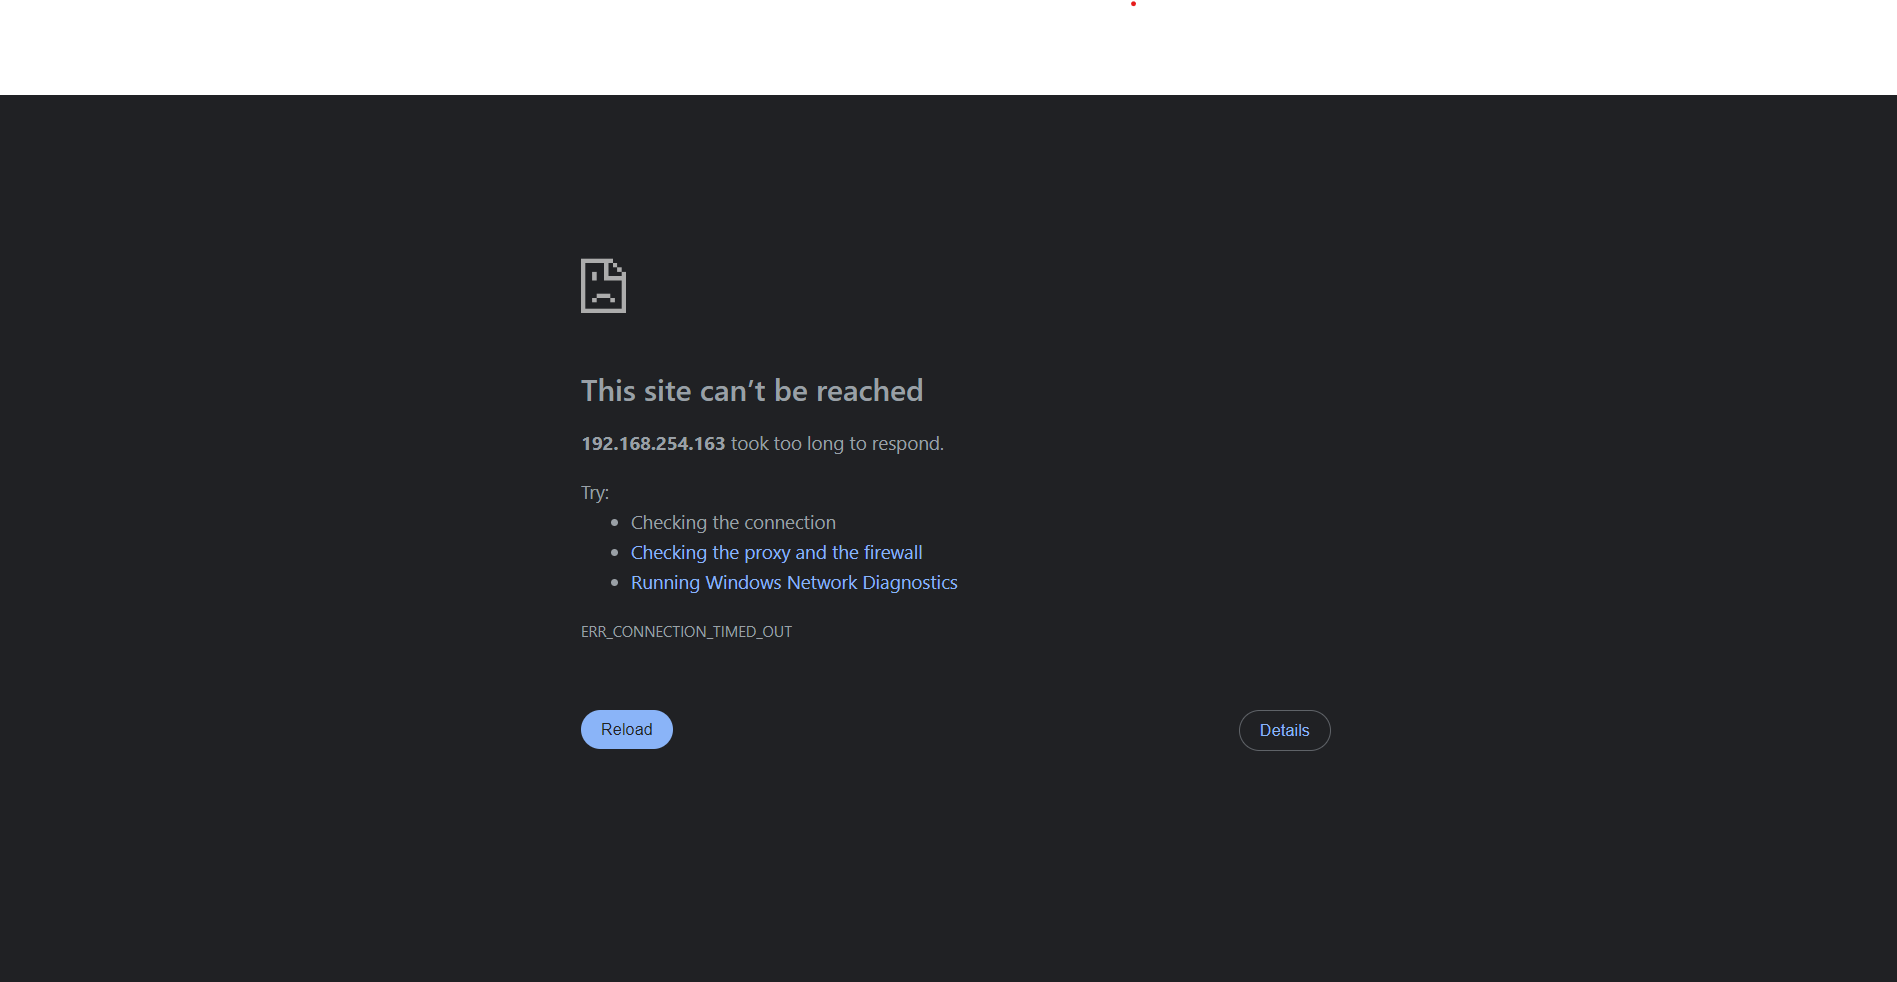 This site can’t be reached
192.168.254.163 took too long to respond.
Try:
Checking the connection
Checking the proxy and the firewall
Running Windows Network Diagnostics
ERR_CONNECTION_TIMED_OUT
Reload
Details